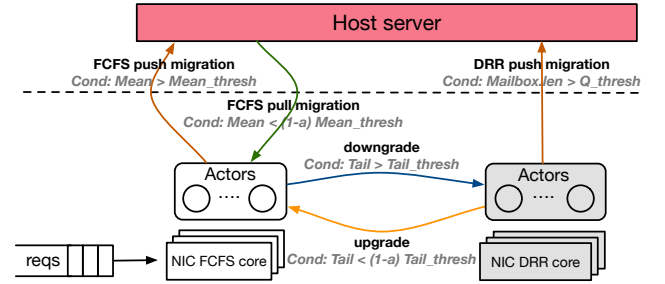 Host server
FCFS push migration
Cond: Mean > Mean_thresh
DRR push migration
Cond: Mailbox.len > Q_thresh
FCFS pull migration
Cond: Mean < (1-a) Mean_thresh
downgrade
Cond: Tail > Tail_thresh
Actors
....
Actors
....
upgrade
Cond: Tail < (1-a) Tail_thresh
reqs
NIC FCFS core
NIC DRR core